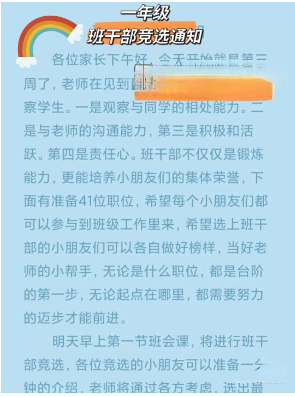 一年级
班干部竞选通知
各位家长下午好，今天开始就是第三
周了，老师在见到
察学生。一是观察与同学的相处能力。二
是与老师的沟通能力，第三是积极和活
跃。第四是责任心。班干部不仅仅是锻炼
能力，更能培养小朋友们的集体荣誉，下
面有准备41位职位，希望每个小朋友们都
可以参与到班级工作里来，希望选上班干
部的小朋友们可以各自做好榜样，当好老
师的小帮手，无论是什么职位，都是台阶
的第一步，无论起点在哪里，都需要努力
的迈步才能前进。
明天早上第一节班会课，将进行班干
部竞选，各位竞选的小朋友可以准备一分
钟的介绍，老师将通过各方考虑，选出最